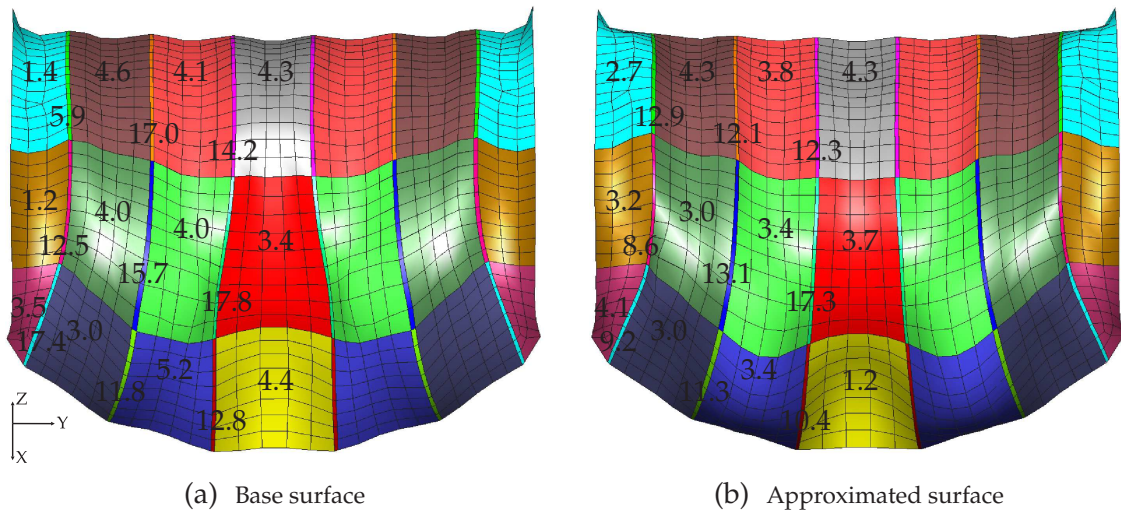 1.4 4.6 4.1 4.3
5.9 17.0 14.2
1.2 4.0 4.0 3.4
12.5 15.7 17.8
3.5 17.4 3.0 5.2 4.4
11.8 12.8
Z
Y
X
(a) Base surface
2.7 4.3 3.8 4.3
12.9 12.1 12.3
3.2 3.0 3.4 3.7
8.6 13.1 17.3
4.1 9.2 3.0 3.4 1.2
11.3 10.4
(b) Approximated surface